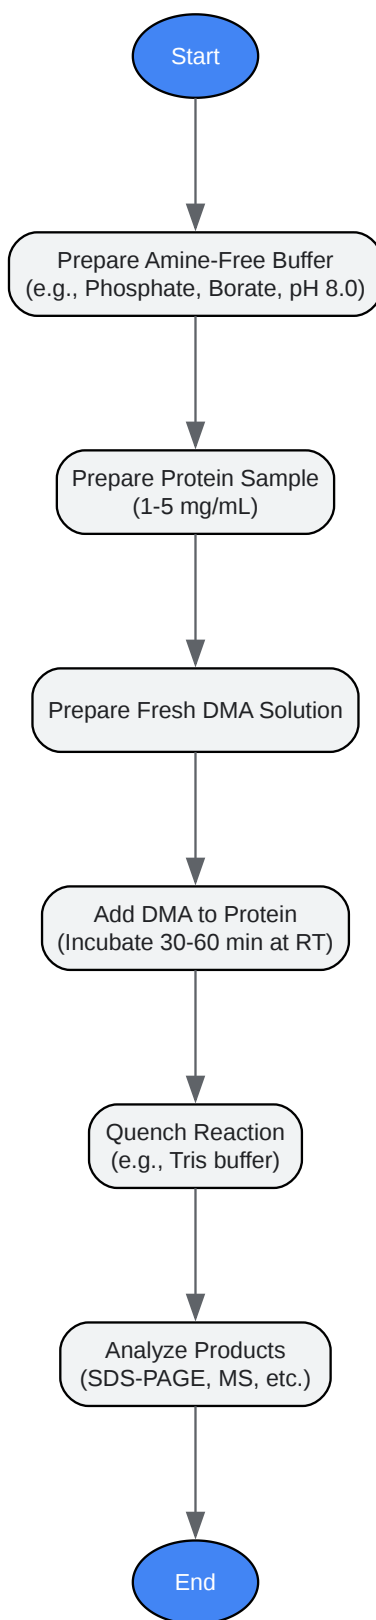 Start
Prepare Amine-Free Buffer
(e.g., Phosphate, Borate, pH 8.0)
Prepare Protein Sample
(1-5 mg/mL)
Prepare Fresh DMA Solution
Add DMA to Protein
(Incubate 30-60 min at RT)
Quench Reaction
(e.g., Tris buffer)
Analyze Products
(SDS-PAGE, MS, etc.)
End